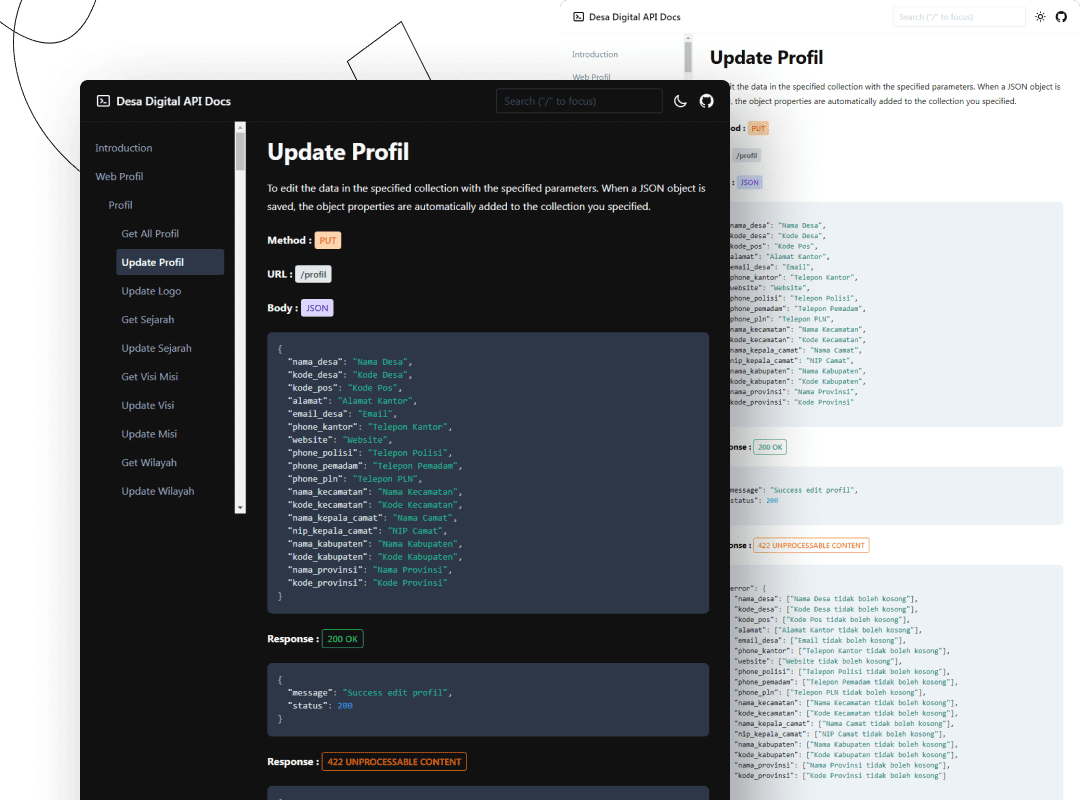 Desa Digital API Docs
Search ("/" to focus)
Introduction
Web Profil
Update Profil
it the data in the specified collection with the specified parameters. When a JSON object is
, the object properties are automatically added to the collection you specified.
od : PUT
/profil
: JSON
nama_desa": "Nama Desa",
kode_desa": "Kode Desa",
kode_pos": "Kode Pos",
alamat": "Alamat Kantor",
email_desa": "Email",
phone_kantor": "Telepon Kantor",
website": "Website",
phone_polisi": "Telepon Polisi",
phone_pemadam": "Telepon Pemadam",
phone_pln": "Telepon PLN",
nama_kecamatan": "Nama Kecamatan",
kode_kecamatan": "Kode Kecamatan",
nama_kepala_camat": "Nama Camat",
nip_kepala_camat": "NIP Camat",
nama_kabupaten": "Nama Kabupaten",
kode_kabupaten": "Kode Kabupaten",
nama_provinsi": "Nama Provinsi",
kode_provinsi": "Kode Provinsi"
onse : 200 OK
message": "Success edit profil",
status": 200
onse : 422 UNPROCESSABLE CONTENT
error": {
"nama_desa": ["Nama Desa tidak boleh kosong"],
"kode_desa": ["Kode Desa tidak boleh kosong"],
"kode_pos": ["Kode Pos tidak boleh kosong"],
"alamat": ["Alamat Kantor tidak boleh kosong"],
"email_desa": ["Email tidak boleh kosong"],
"phone_kantor": ["Telepon Kantor tidak boleh kosong"],
"website": ["Website tidak boleh kosong"],
"phone_polisi": ["Telepon Polisi tidak boleh kosong"],
"phone_pemadam": ["Telepon Pemadam tidak boleh kosong"],
"phone_pln": ["Telepon PLN tidak boleh kosong"],
"nama_kecamatan": ["Nama Kecamatan tidak boleh kosong"],
"kode_kecamatan": ["Kode Kecamatan tidak boleh kosong"],
"nama_kepala_camat": ["Nama Camat tidak boleh kosong"],
"nip_kepala_camat": ["NIP Camat tidak boleh kosong"],
"nama_kabupaten": ["Nama Kabupaten tidak boleh kosong"],
"kode_kabupaten": ["Kode Kabupaten tidak boleh kosong"],
"nama_provinsi": ["Nama Provinsi tidak boleh kosong"],
"kode_provinsi": ["Kode Provinsi tidak boleh kosong"]
Desa Digital API Docs
Search ("/" to focus)
Introduction
Web Profil
Profil
Get All Profil
Update Profil
Update Logo
Get Sejarah
Update Sejarah
Get Visi Misi
Update Visi
Update Misi
Get Wilayah
Update Wilayah
Update Profil
To edit the data in the specified collection with the specified parameters. When a JSON object is
saved, the object properties are automatically added to the collection you specified.
Method : PUT
URL : /profil
Body : JSON
{
"nama_desa": "Nama Desa",
"kode_desa": "Kode Desa",
"kode_pos": "Kode Pos",
"alamat": "Alamat Kantor",
"email_desa": "Email",
"phone_kantor": "Telepon Kantor",
"website": "Website",
"phone_polisi": "Telepon Polisi",
"phone_pemadam": "Telepon Pemadam",
"phone_pln": "Telepon PLN",
"nama_kecamatan": "Nama Kecamatan",
"kode_kecamatan": "Kode Kecamatan",
"nama_kepala_camat": "Nama Camat",
"nip_kepala_camat": "NIP Camat",
"nama_kabupaten": "Nama Kabupaten",
"kode_kabupaten": "Kode Kabupaten",
"nama_provinsi": "Nama Provinsi",
"kode_provinsi": "Kode Provinsi"
}
Response : 200 OK
{
"message": "Success edit profil",
"status": 200
}
Response : 422 UNPROCESSABLE CONTENT